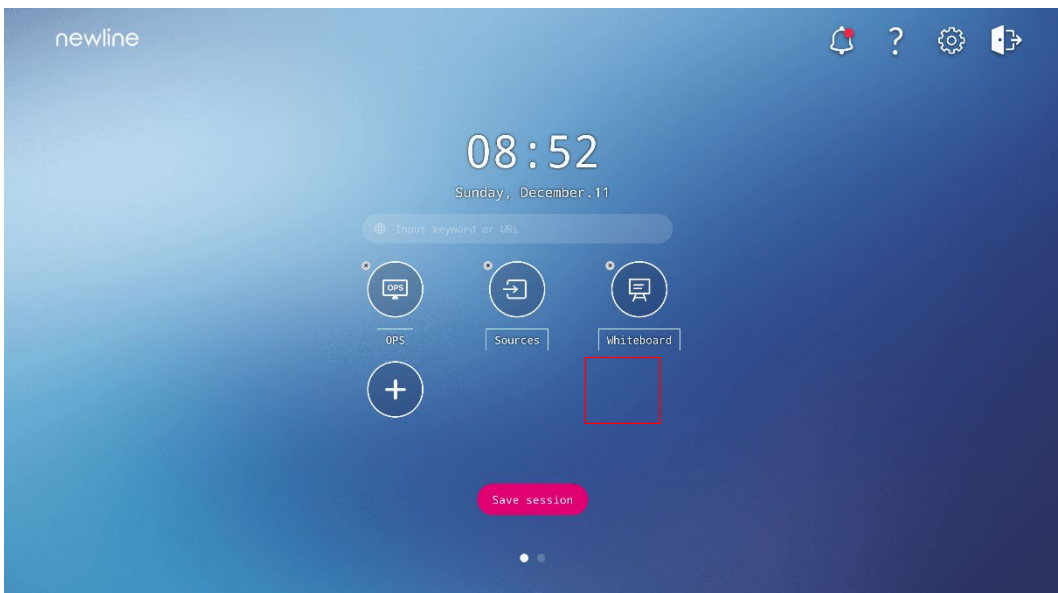 newline
?
08:52
Sunday, December.11
Input keyword or URL
OPS
OPS Sources Whiteboard
Save session